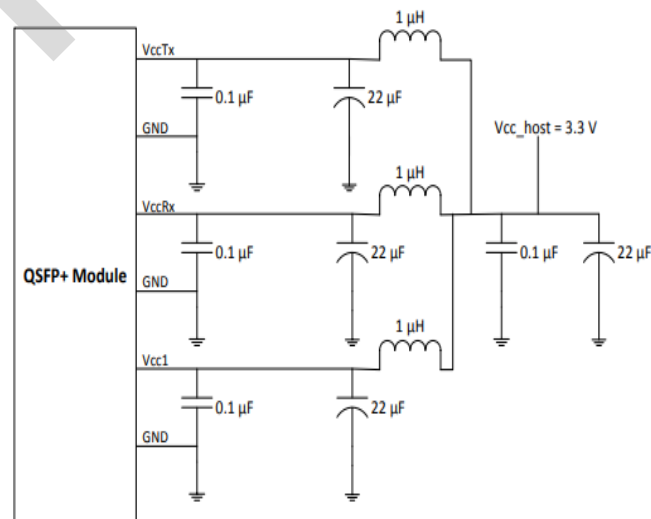 1 µH
VccTx
0.1 µF
22 µF
GND
Vcc_host = 3.3 V
1 µH
VccRx
0.1 µF
22 µF
0.1 µF
22 µF
QSFP+ Module
GND
1 µH
Vcc1
0.1 µF
22 µF
GND